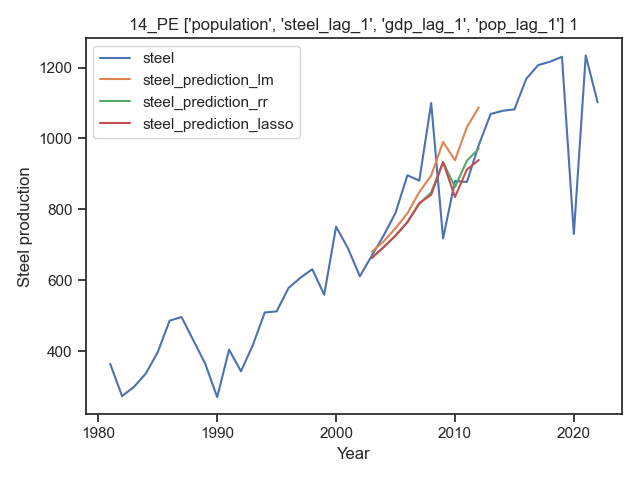 14_PE ['population', 'steel_lag_1', 'gdp_lag_1', 'pop_lag_1'] 1
steel
steel_prediction_lm
steel_prediction_rr
steel_prediction_lasso
Steel production
1200
1000
800
600
400
1980
1990
2000
2010
2020
Year